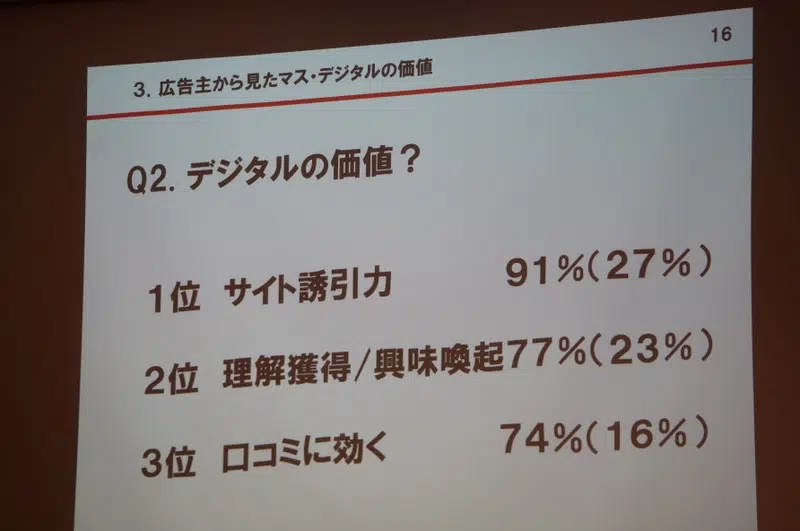 16
3. 広告主から見たマス・デジタルの価値
Q2. デジタルの価値？
1位 サイト誘引力 91％（27％）
2位 理解獲得/興味喚起77％（23％）
3位 口コミに効く 74％（16％）